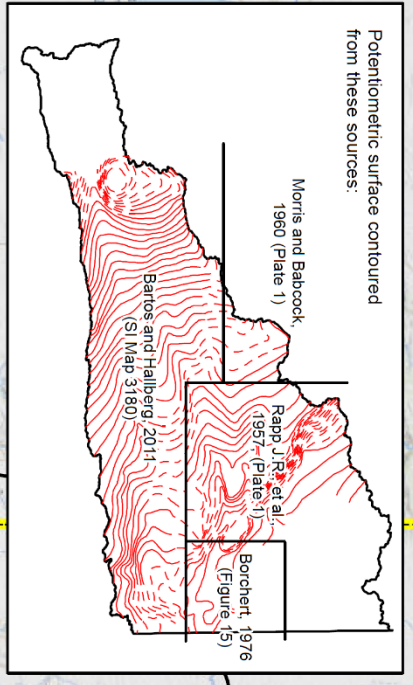 Potentiometric surface contoured
from these sources:
Morris and Babcock,
1960 (Plate 1)
Rapp J.R., et al.,
1957, (Plate 1)
Borchert, 1976
(Figure 15)
Bartos and Hallberg, 2011
(SI Map 3180)